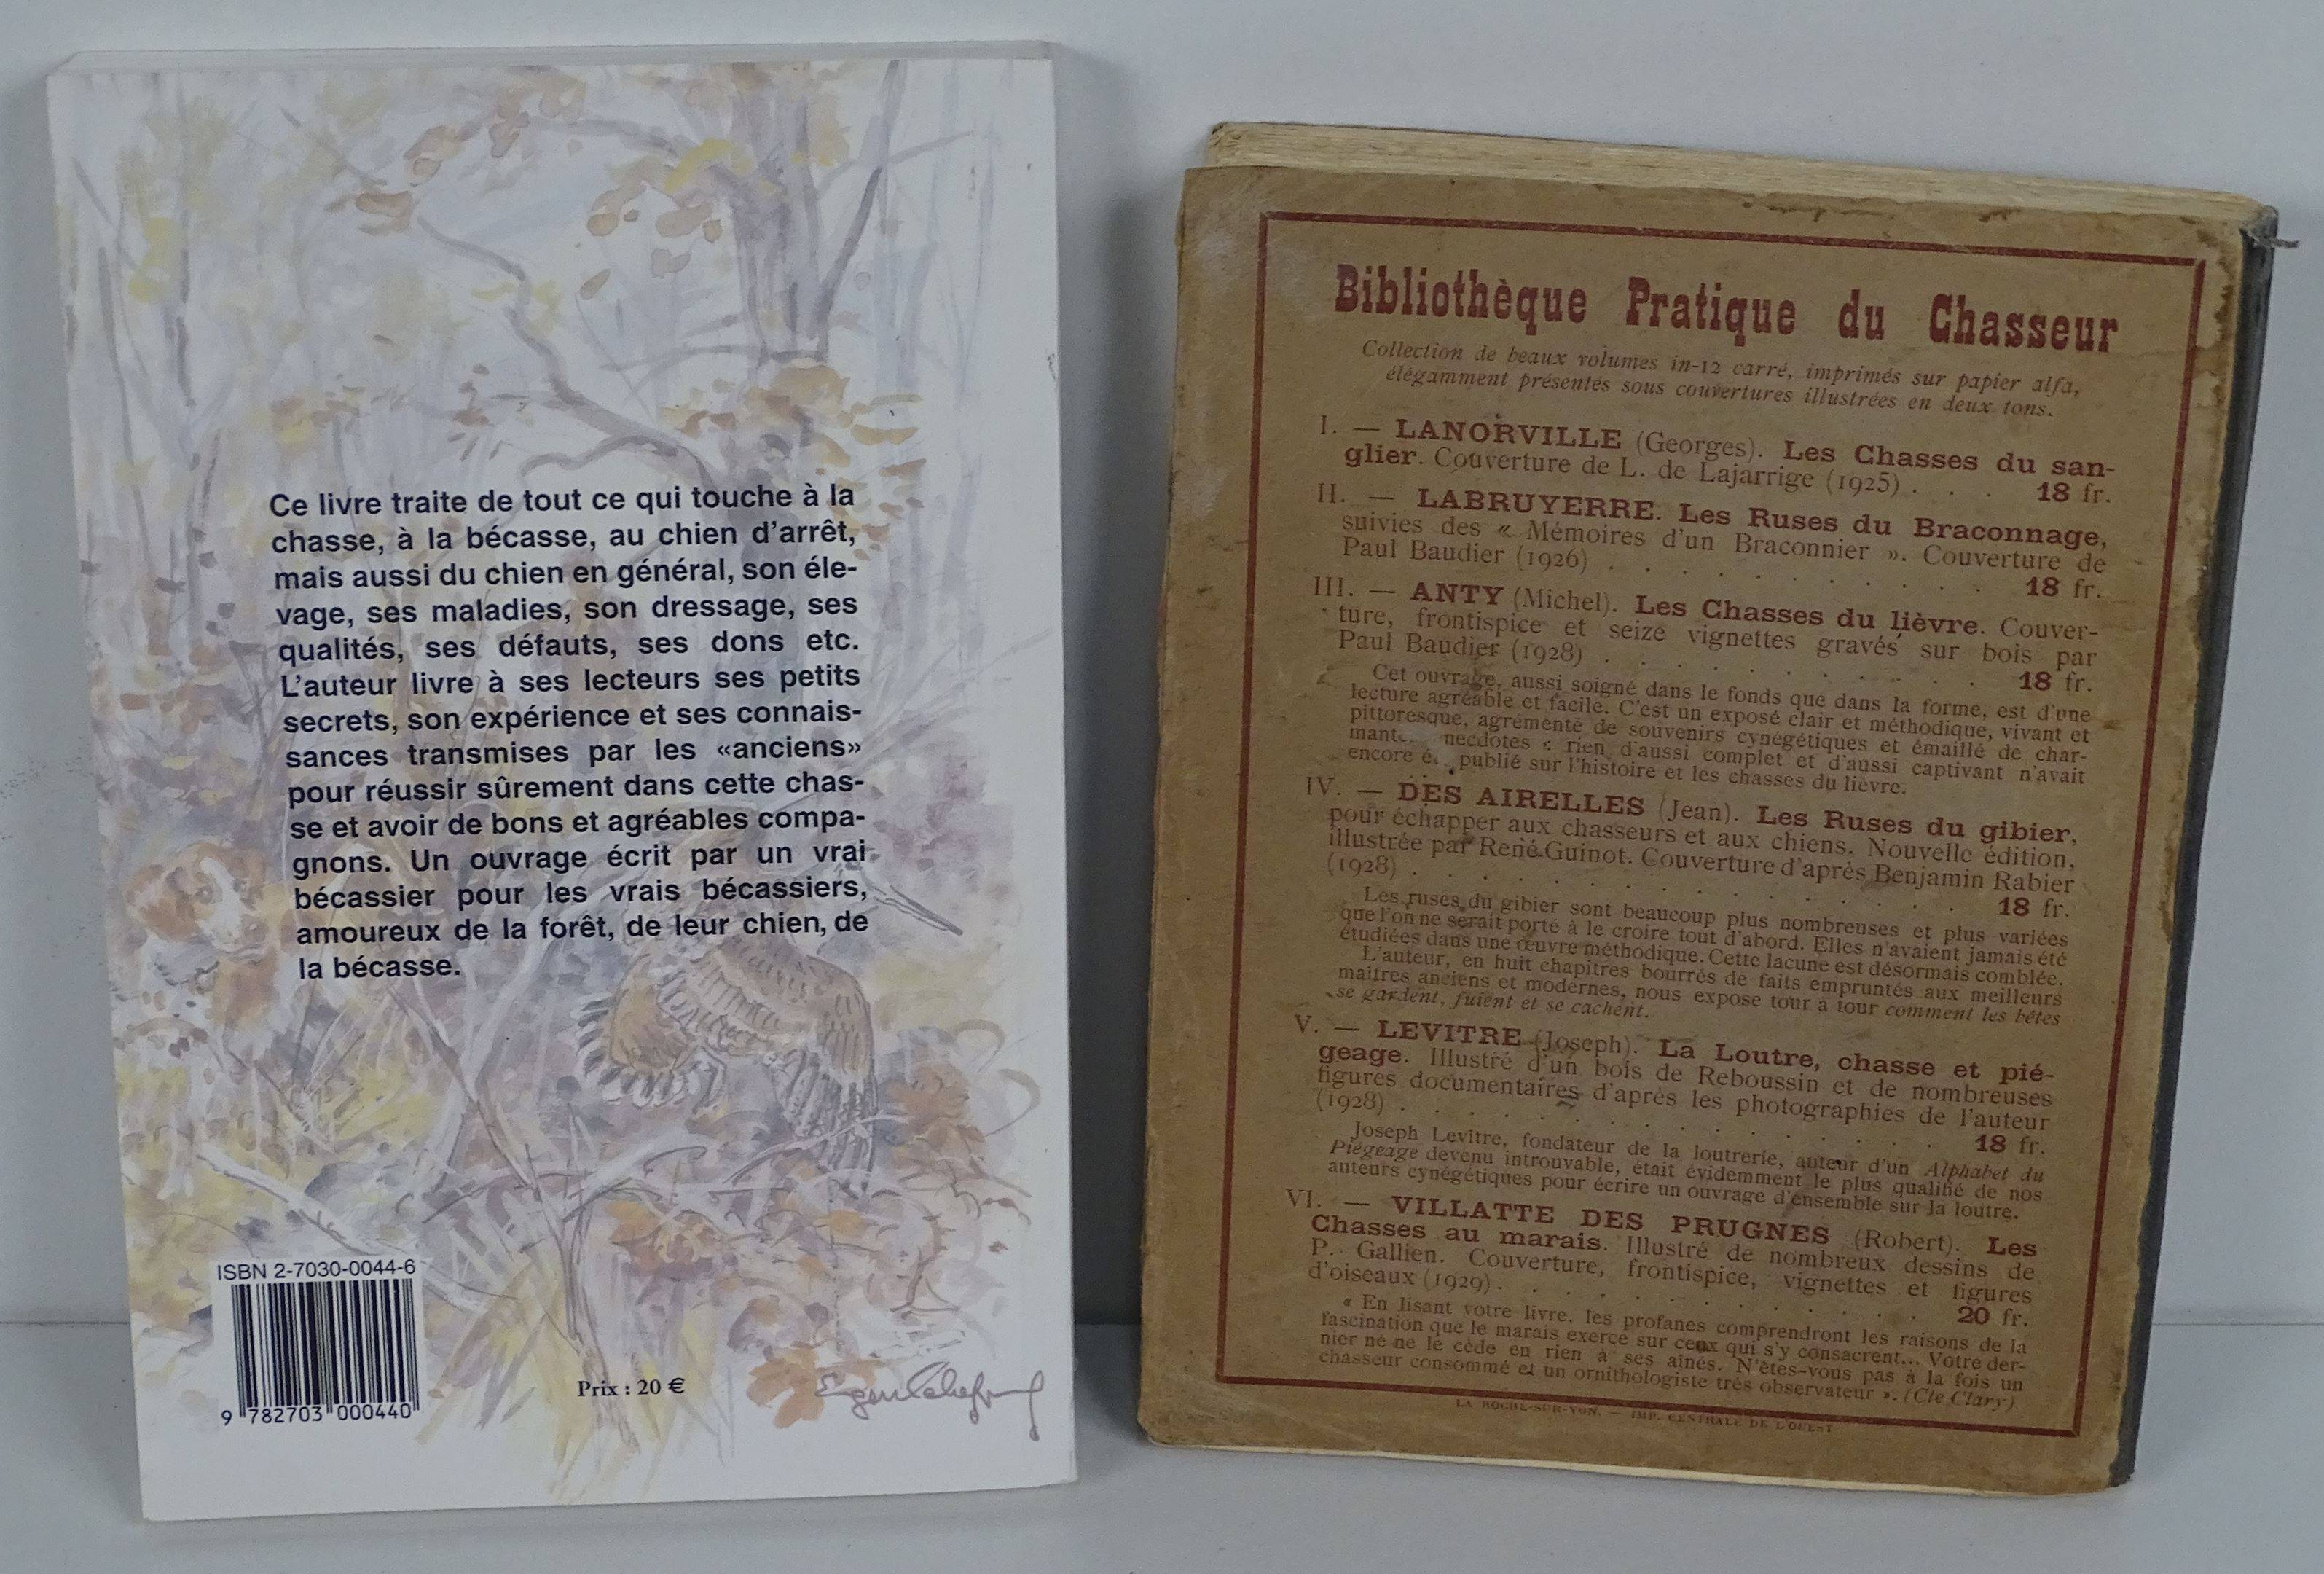 Ce livre traite de tout ce qui touche à la
chasse, à la bécasse, au chien d'arrêt,
mais aussi du chien en général, son éle-
vage, ses maladies, son dressage, ses
qualités, ses défauts, ses dons etc.
L'auteur livre à ses lecteurs ses petits
secrets, son expérience et ses connais-
sances transmises par les «anciens»
pour réussir sûrement dans cette chas-
se et avoir de bons et agréables compa-
gnons. Un ouvrage écrit par un vrai
bécassier pour les vrais bécassiers,
amoureux de la forêt, de leur chien, de
la bécasse.
ISBN 2-7030-0044-6
9 782703 000440
Prix : 20 €
Bibliothèque Pratique du Chasseur
Collection de beaux volumes in-12 carré, imprimés sur papier alfa,
élégamment présentés sous couvertures illustrées en deux tons.
I. — LANORVILLE (Georges). Les Chasses du san-
glier. Couverture de L. de Lajarrige (1925) . . . 18 fr.
II. — LABRUYERRE. Les Ruses du Braconnage,
suivies des « Mémoires d'un Braconnier ». Couverture de
Paul Baudier (1926) . . . . . . . . . 18 fr.
III. — ANTY (Michel). Les Chasses du lièvre. Couver-
ture, frontispice et seize vignettes gravés sur bois par
Paul Baudier (1928) . . . . . . . . . 18 fr.
Cet ouvrage, aussi soigné dans le fonds que dans la forme, est d'une
lecture agréable et facile. C'est un exposé clair et méthodique, vivant et
pittoresque, agrémenté de souvenirs cynégétiques et émaillé de char-
mant necdotes : rien d'aussi complet et d'aussi captivant n'avait
encore é publié sur l'histoire et les chasses du lièvre.
IV. — DES AIRELLES (Jean). Les Ruses du gibier,
pour échapper aux chasseurs et aux chiens. Nouvelle édition,
illustrée par René Guinot. Couverture d'après Benjamin Rabier
(1928) . . . . . . . . . . . . 18 fr.
Les ruses du gibier sont beaucoup plus nombreuses et plus variées
que l'on ne serait porté à le croire tout d'abord. Elles n'avaient jamais été
étudiées dans une œuvre méthodique. Cette lacune est désormais comblée.
L'auteur, en huit chapitres bourrés de faits empruntés aux meilleurs
maîtres anciens et modernes, nous expose tour à tour comment les bêtes
se gardent, fuient et se cachent.
V. — LEVITRE (Joseph). La Loutre, chasse et pié-
geage. Illustré d'un bois de Reboussin et de nombreuses
figures documentaires d'après les photographies de l'auteur
(1928) . . . . . . . . . . . . 18 fr.
Joseph Levitre, fondateur de la loutrerie, auteur d'un Alphabet du
Piégeage devenu introuvable, était évidemment le plus qualifié de nos
auteurs cynégétiques pour écrire un ouvrage d'ensemble sur la loutre.
VI. — VILLATTE DES PRUGNES (Robert). Les
Chasses au marais. Illustré de nombreux dessins de
P. Gallien. Couverture, frontispice, vignettes et figures
d'oiseaux (1929) . . . . . . . . . . 20 fr.
« En lisant votre livre, les profanes comprendront les raisons de la
fascination que le marais exerce sur ceux qui s'y consacrent... Votre der-
nier né ne le cède en rien à ses aînés. N'êtes-vous pas à la fois un
chasseur consommé et un ornithologiste très observateur ». (Cte Clary)
LA ROCHE-SUR-YON. — IMP. CENTRALE DE L'OUEST